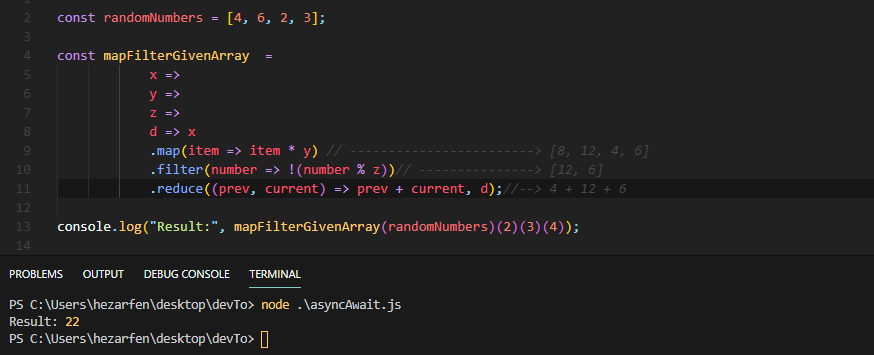 1
2 const randomNumbers = [4, 6, 2, 3];
3
4 const mapFilterGivenArray  =
5             x =>
6             y =>
7             z =>
8             d => x
9             .map(item => item * y) // ------------------------> [8, 12, 4, 6]
10             .filter(number => !(number % z))// ---------------> [12, 6]
11             .reduce((prev, current) => prev + current, d);//--> 4 + 12 + 6
12
13 console.log("Result:", mapFilterGivenArray(randomNumbers)(2)(3)(4));
14
PROBLEMS OUTPUT DEBUG CONSOLE TERMINAL
PS C:\Users\hezarfen\desktop\devTo> node .\asyncAwait.js
Result: 22
PS C:\Users\hezarfen\desktop\devTo>